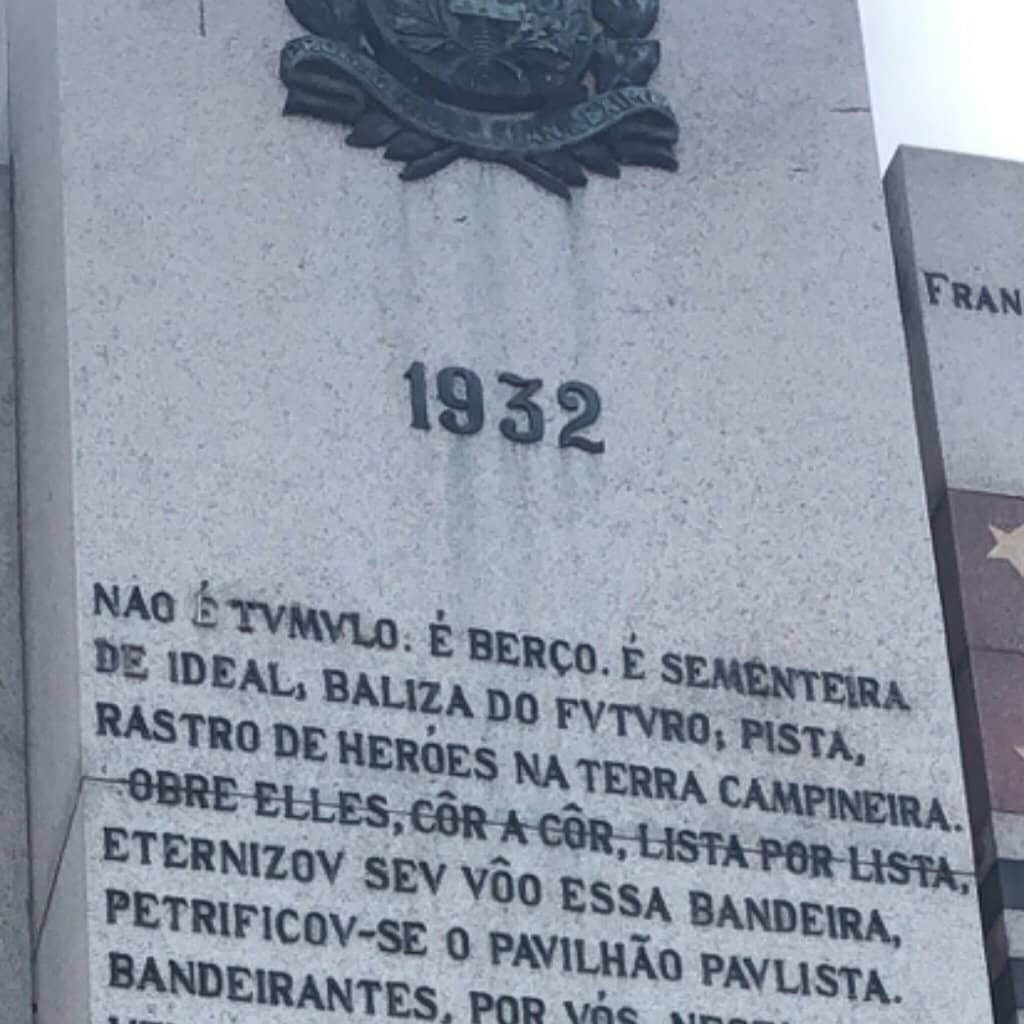 1932
NAO É TVMVLO. É BERÇO. É SEMENTEIRA
DE IDEAL, BALIZA DO FVTVRO, PISTA,
RASTRO DE HERÓES NA TERRA CAMPINEIRA.
OBRE ELLES, CÔR A CÔR, LISTA POR LISTA,
ETERNIZOV SEV VÔO ESSA BANDEIRA,
PETRIFICOV-SE O PAVILHÃO PAVLISTA.
BANDEIRANTES, POR VÓS,
FRAN